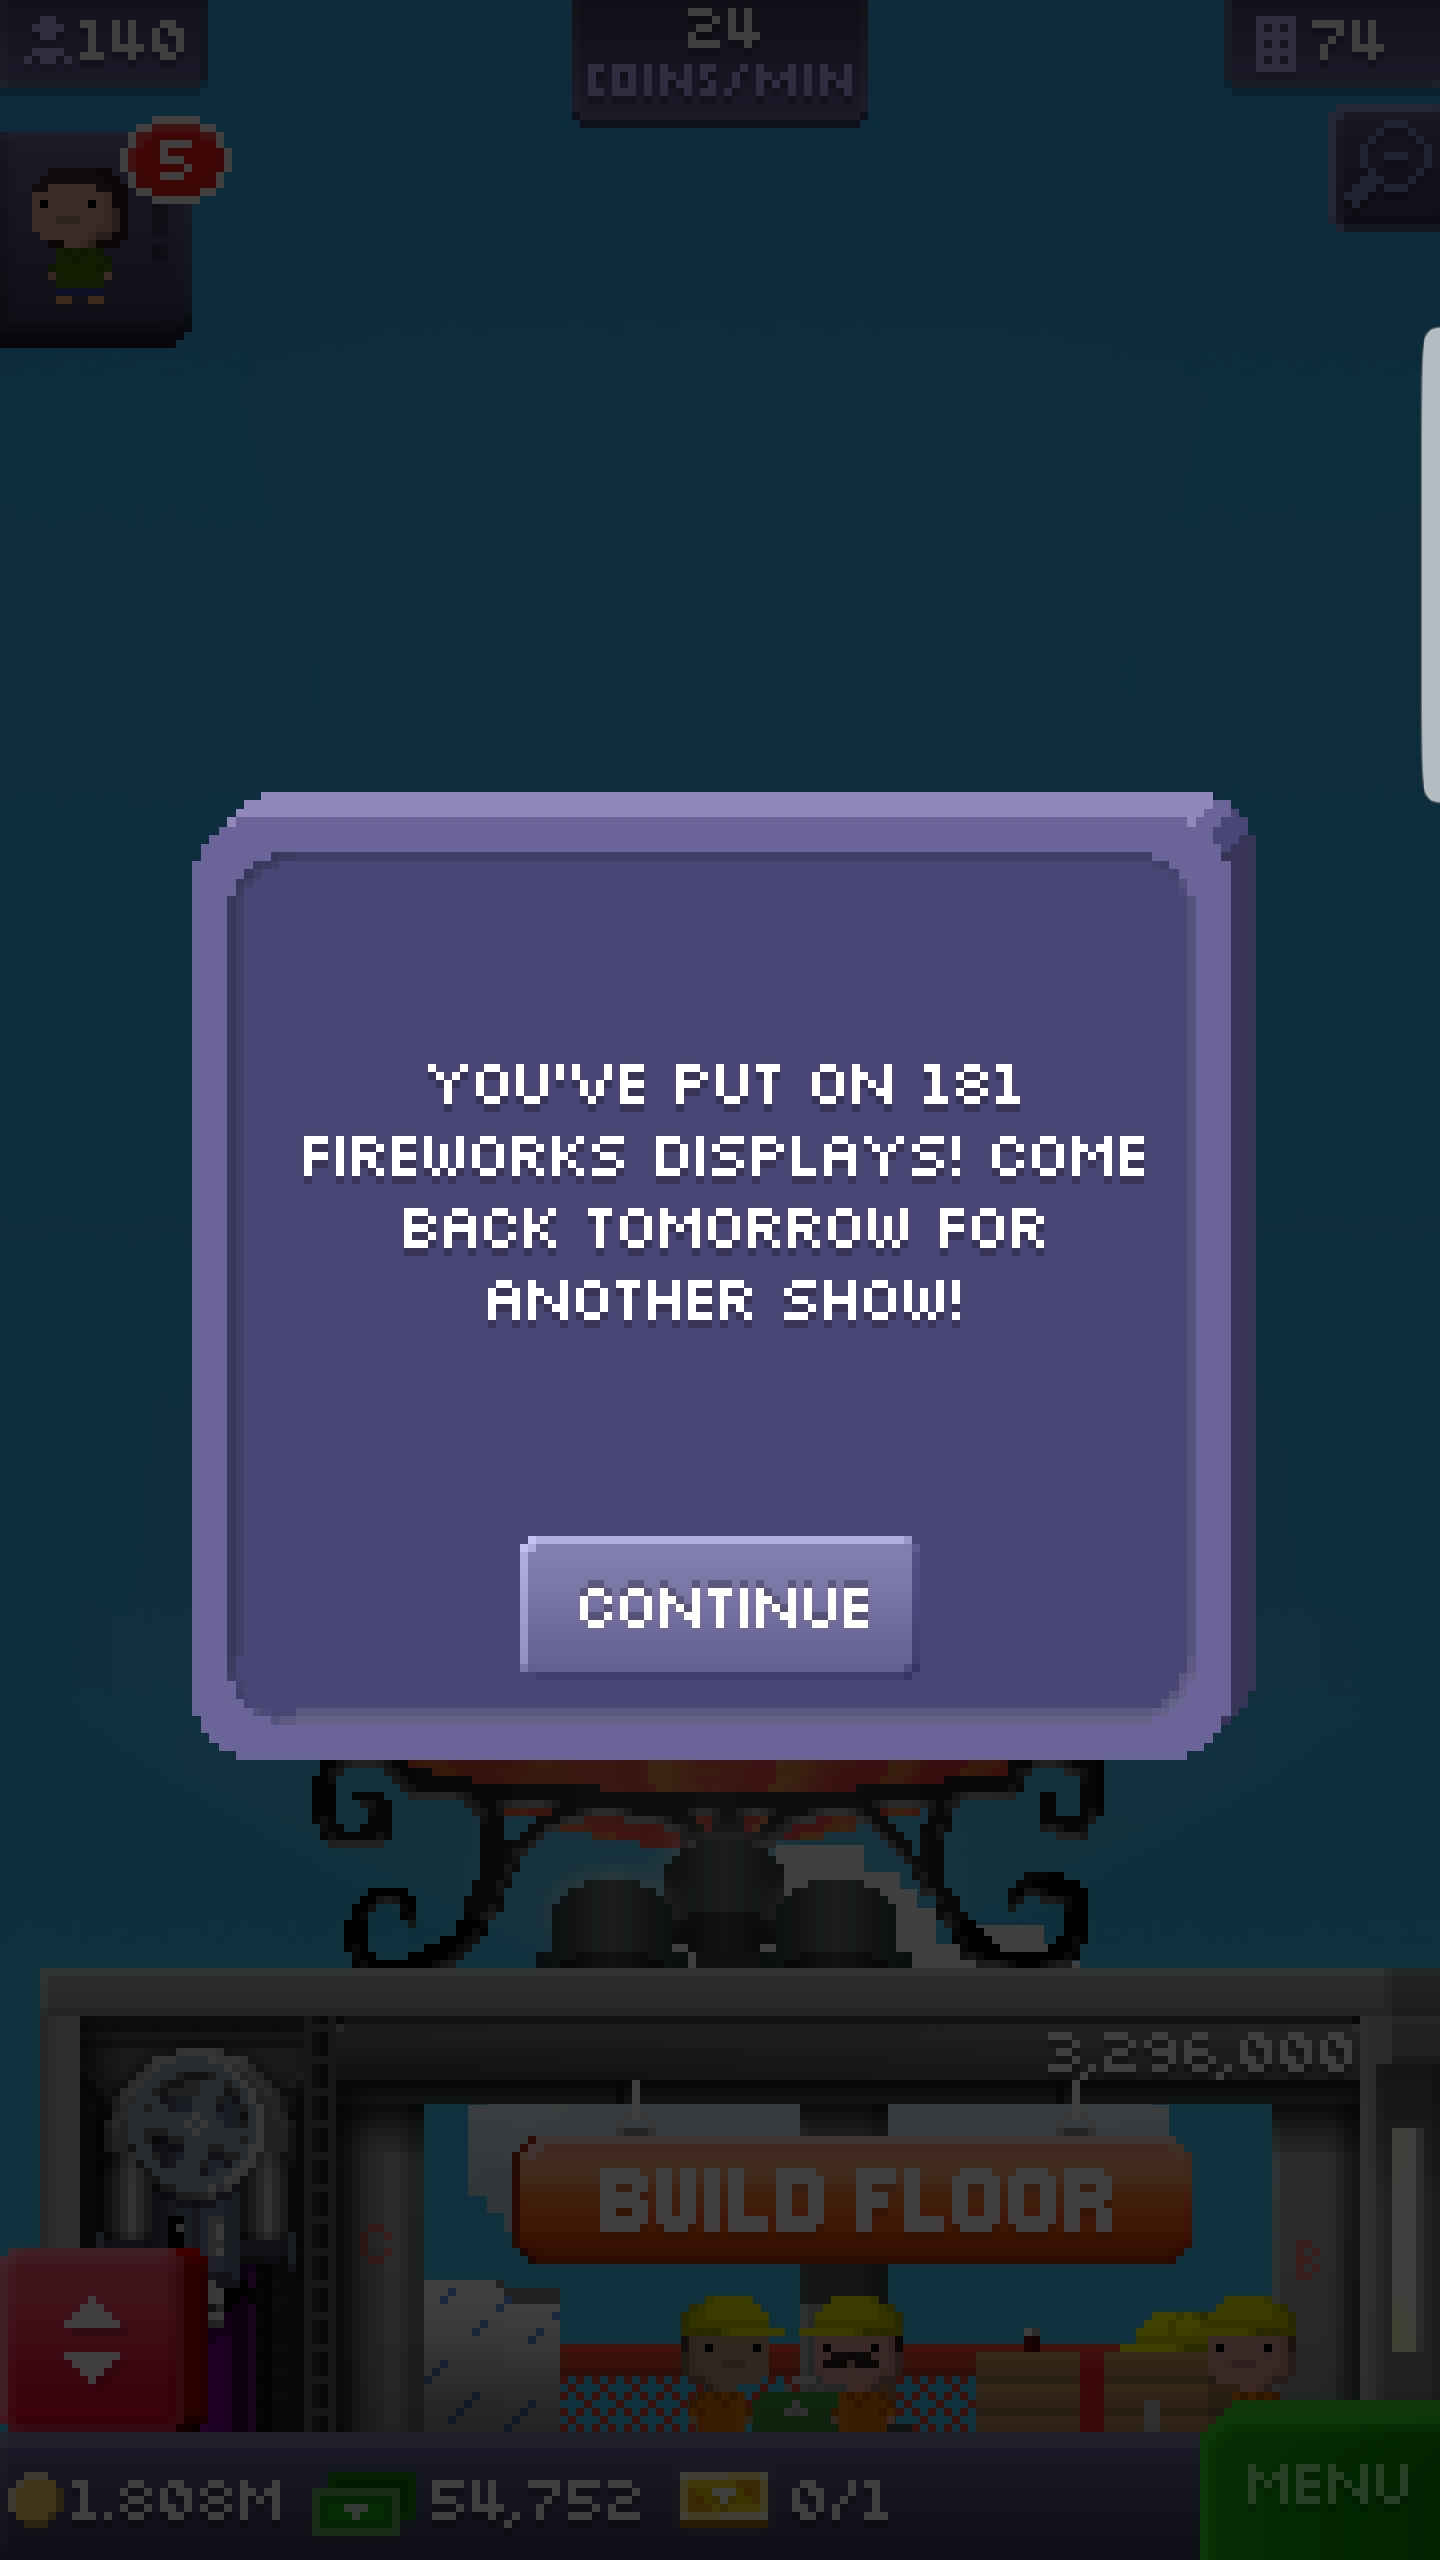 140
24
COINS/MIN
74
5
YOU'VE PUT ON 181
FIREWORKS DISPLAYS! COME
BACK TOMORROW FOR
ANOTHER SHOW!
CONTINUE
3,296,000
BUILD FLOOR
C
B
1.808M
54,752
0/1
MENU